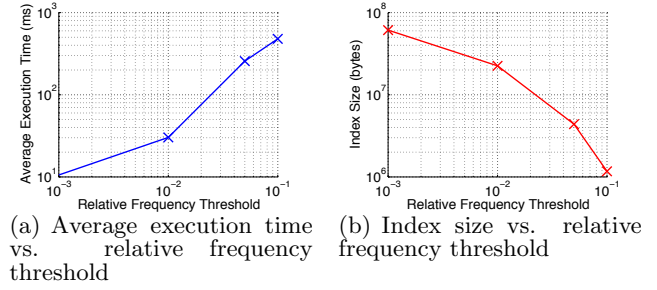 Average Execution Time (ms)
10^3
10^2
10^1
10^-3
10^-2
10^-1
Relative Frequency Threshold
(a) Average execution time
vs. relative frequency
threshold
Index Size (bytes)
10^8
10^7
10^6
10^-3
10^-2
10^-1
Relative Frequency Threshold
(b) Index size vs. relative
frequency threshold